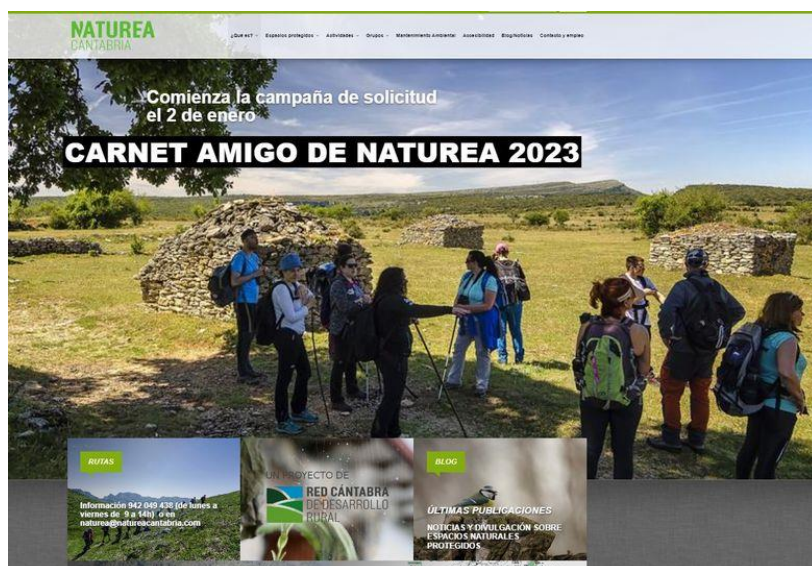 NATUREA
CANTABRIA
¿Qué es?
Espacios protegidos
Actividades
Grupos
Mantenimiento Ambiental
Accesibilidad
Blog/Noticias
Contacto y empleo
Comienza la campaña de solicitud
el 2 de enero
CARNET AMIGO DE NATUREA 2023
RUTAS
Información 942 049 438 (de lunes a
viernes de 9 a 14h) o en
naturea@natureacantabria.com
UN PROYECTO DE
RED CÁNTABRA
DE DESARROLLO
RURAL
BLOG
ÚLTIMAS PUBLICACIONES
NOTICIAS Y DIVULGACIÓN SOBRE
ESPACIOS NATURALES
PROTEGIDOS